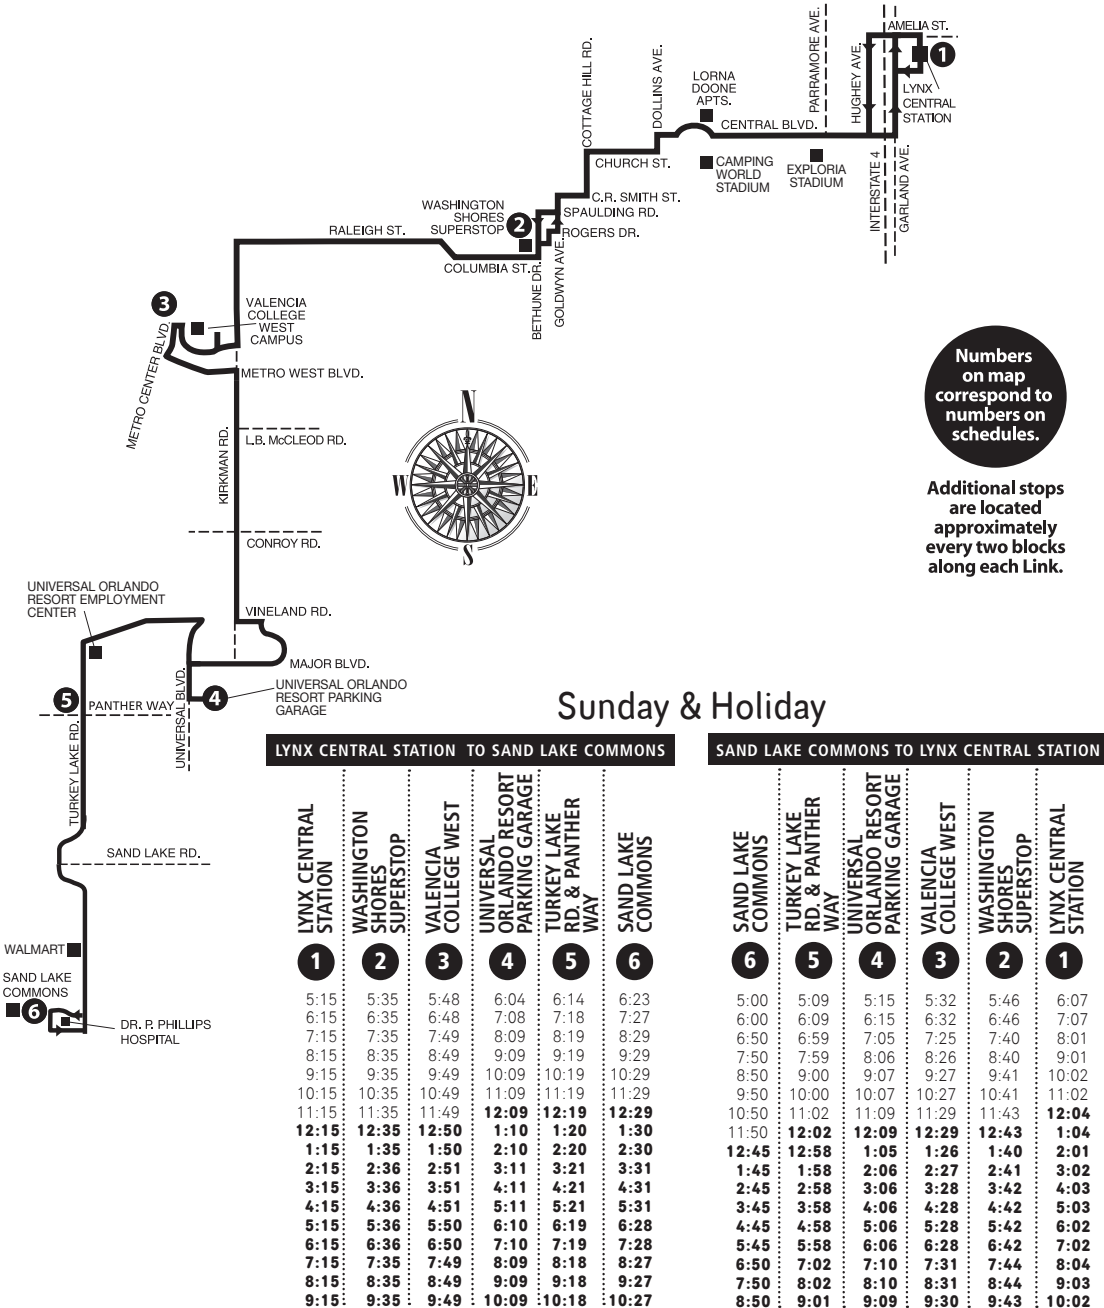 AMELIA ST.
1
LYNX
CENTRAL
STATION
HUGHEY AVE.
PARRAMORE AVE.
INTERSTATE 4
GARLAND AVE.
LORNA
DOONE
APTS.
CENTRAL BLVD.
CAMPING
WORLD
STADIUM
EXPLORIA
STADIUM
DOLLINS AVE.
COTTAGE HILL RD.
CHURCH ST.
C.R. SMITH ST.
SPAULDING RD.
ROGERS DR.
WASHINGTON
SHORES
SUPERSTOP
2
RALEIGH ST.
COLUMBIA ST.
BETHUNE DR.
GOLDWYN AVE.
3
VALENCIA
COLLEGE
WEST
CAMPUS
METRO CENTER BLVD.
METRO WEST BLVD.
L.B. McCLEOD RD.
KIRKMAN RD.
CONROY RD.
N
W
E
S
Numbers
on map
correspond to
numbers on
schedules.
Additional stops
are located
approximately
every two blocks
along each Link.
UNIVERSAL ORLANDO
RESORT EMPLOYMENT
CENTER
VINELAND RD.
MAJOR BLVD.
4
UNIVERSAL ORLANDO
RESORT PARKING
GARAGE
5
PANTHER WAY
UNIVERSAL BLVD.
TURKEY LAKE RD.
SAND LAKE RD.
WALMART
SAND LAKE
COMMONS
6
DR. P. PHILLIPS
HOSPITAL
Sunday & Holiday
LYNX CENTRAL STATION TO SAND LAKE COMMONS
LYNX CENTRAL
STATION
WASHINGTON
SHORES
SUPERSTOP
VALENCIA
COLLEGE WEST
UNIVERSAL
ORLANDO RESORT
PARKING GARAGE
TURKEY LAKE
RD. & PANTHER
WAY
SAND LAKE
COMMONS
1 2 3 4 5 6
5:15 5:35 5:48 6:04 6:14 6:23
6:15 6:35 6:48 7:08 7:18 7:27
7:15 7:35 7:49 8:09 8:19 8:29
8:15 8:35 8:49 9:09 9:19 9:29
9:15 9:35 9:49 10:09 10:19 10:29
10:15 10:35 10:49 11:09 11:19 11:29
11:15 11:35 11:49 12:09 12:19 12:29
12:15 12:35 12:50 1:10 1:20 1:30
1:15 1:35 1:50 2:10 2:20 2:30
2:15 2:36 2:51 3:11 3:21 3:31
3:15 3:36 3:51 4:11 4:21 4:31
4:15 4:36 4:51 5:11 5:21 5:31
5:15 5:36 5:50 6:10 6:19 6:28
6:15 6:36 6:50 7:10 7:19 7:28
7:15 7:35 7:49 8:09 8:18 8:27
8:15 8:35 8:49 9:09 9:18 9:27
9:15 9:35 9:49 10:09 10:18 10:27
SAND LAKE COMMONS TO LYNX CENTRAL STATION
SAND LAKE
COMMONS
TURKEY LAKE
RD. & PANTHER
WAY
UNIVERSAL
ORLANDO RESORT
PARKING GARAGE
VALENCIA
COLLEGE WEST
WASHINGTON
SHORES
SUPERSTOP
LYNX CENTRAL
STATION
6 5 4 3 2 1
5:00 5:09 5:15 5:32 5:46 6:07
6:00 6:09 6:15 6:32 6:46 7:07
6:50 6:59 7:05 7:25 7:40 8:01
7:50 7:59 8:06 8:26 8:40 9:01
8:50 9:00 9:07 9:27 9:41 10:02
9:50 10:00 10:07 10:27 10:41 11:02
10:50 11:02 11:09 11:29 11:43 12:04
11:50 12:02 12:09 12:29 12:43 1:04
12:45 12:58 1:05 1:26 1:40 2:01
1:45 1:58 2:06 2:27 2:41 3:02
2:45 2:58 3:06 3:28 3:42 4:03
3:45 3:58 4:06 4:28 4:42 5:03
4:45 4:58 5:06 5:28 5:42 6:02
5:45 5:58 6:06 6:28 6:42 7:02
6:50 7:02 7:10 7:31 7:44 8:04
7:50 8:02 8:10 8:31 8:44 9:03
8:50 9:01 9:09 9:30 9:43 10:02